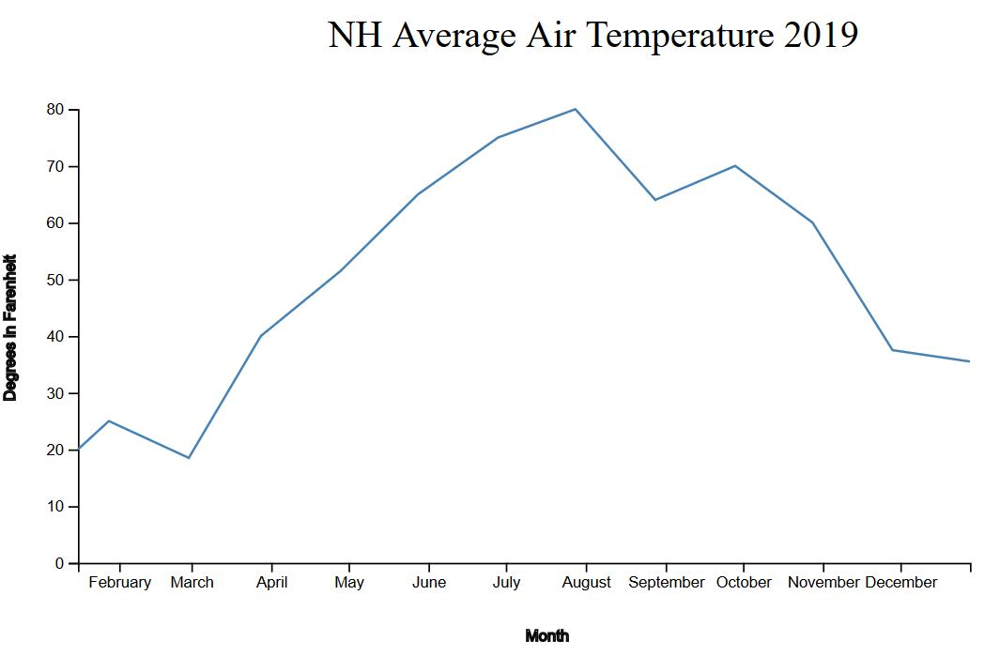 NH Average Air Temperature 2019
80
70
60
50
40
30
20
10
0
Degrees in Farenheit
February March April May June July August September October November December
Month